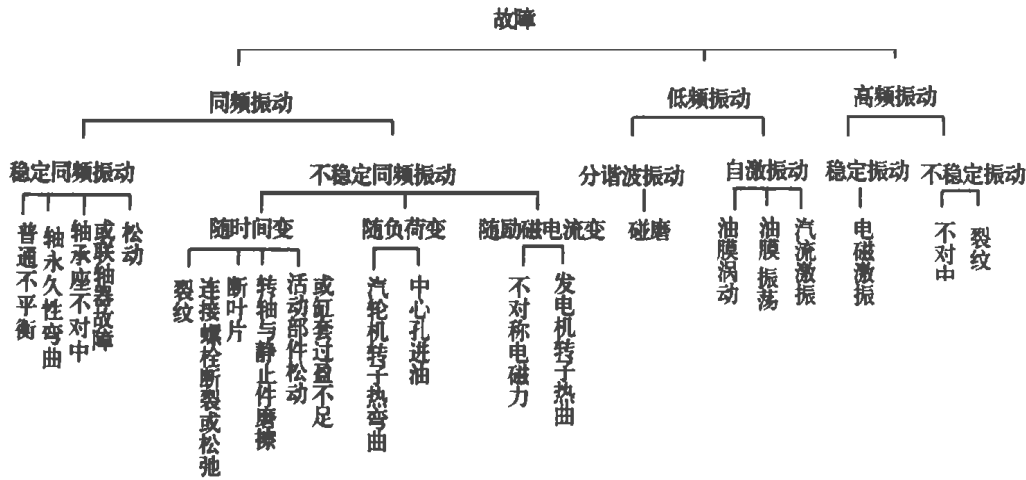 故障
同频振动
低频振动
高频振动
稳定同频振动
不稳定同频振动
分谐波振动
自激振动
稳定振动
不稳定振动
普通不平衡
轴永久性弯曲
轴承座不对中
或联轴器故障
松动
随时间变
随负荷变
随励磁电流变
碰磨
油膜涡动
油膜振荡
汽流激振
电磁激振
不对中
裂纹
裂纹
连接螺栓断裂或松弛
断叶片
转轴与静止件磨擦
活动部件松动
或缸套过盈不足
汽轮机转子热弯曲
中心孔进油
不对称电磁力
发电机转子热曲